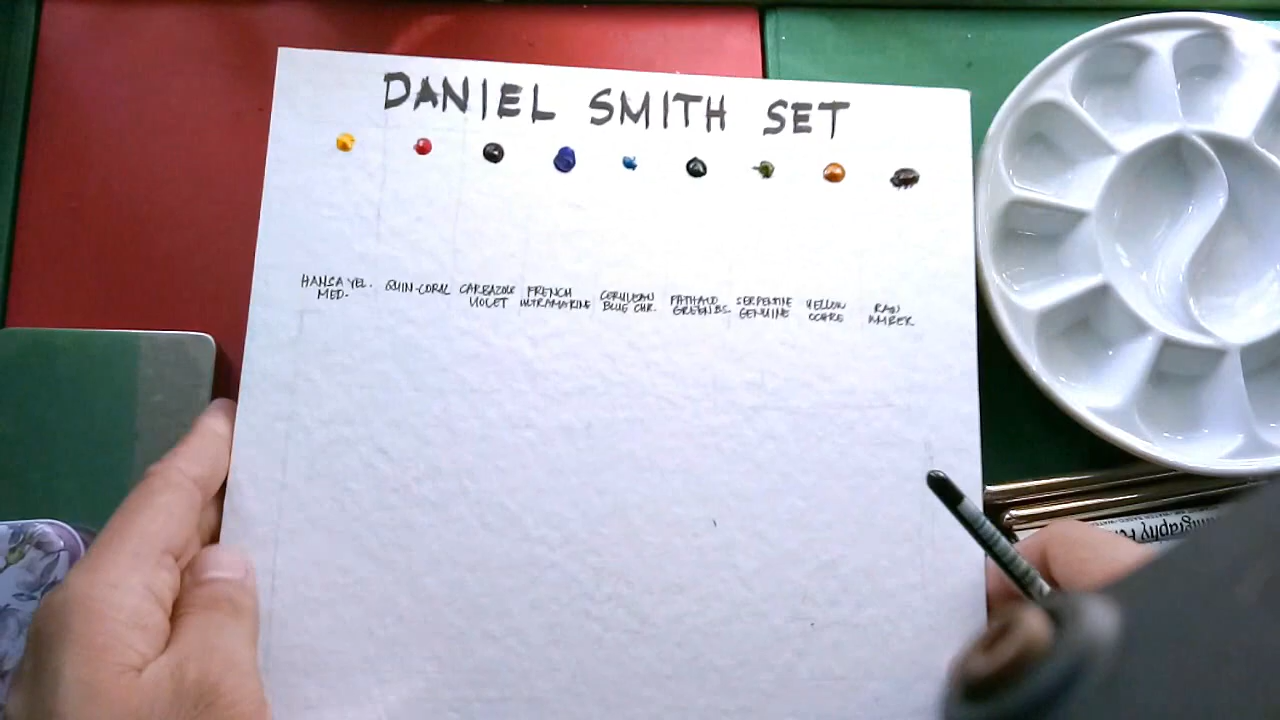 DANIEL SMITH SET
HANSA YEL. MED.
QUIN-CORAL
CARBAZOLE VIOLET
FRENCH ULTRAMARINE
CERULEAN BLUE CHR.
PHTHALO GREEN BS.
SERPENTINE GENUINE
YELLOW OCHRE
RAW UMBER